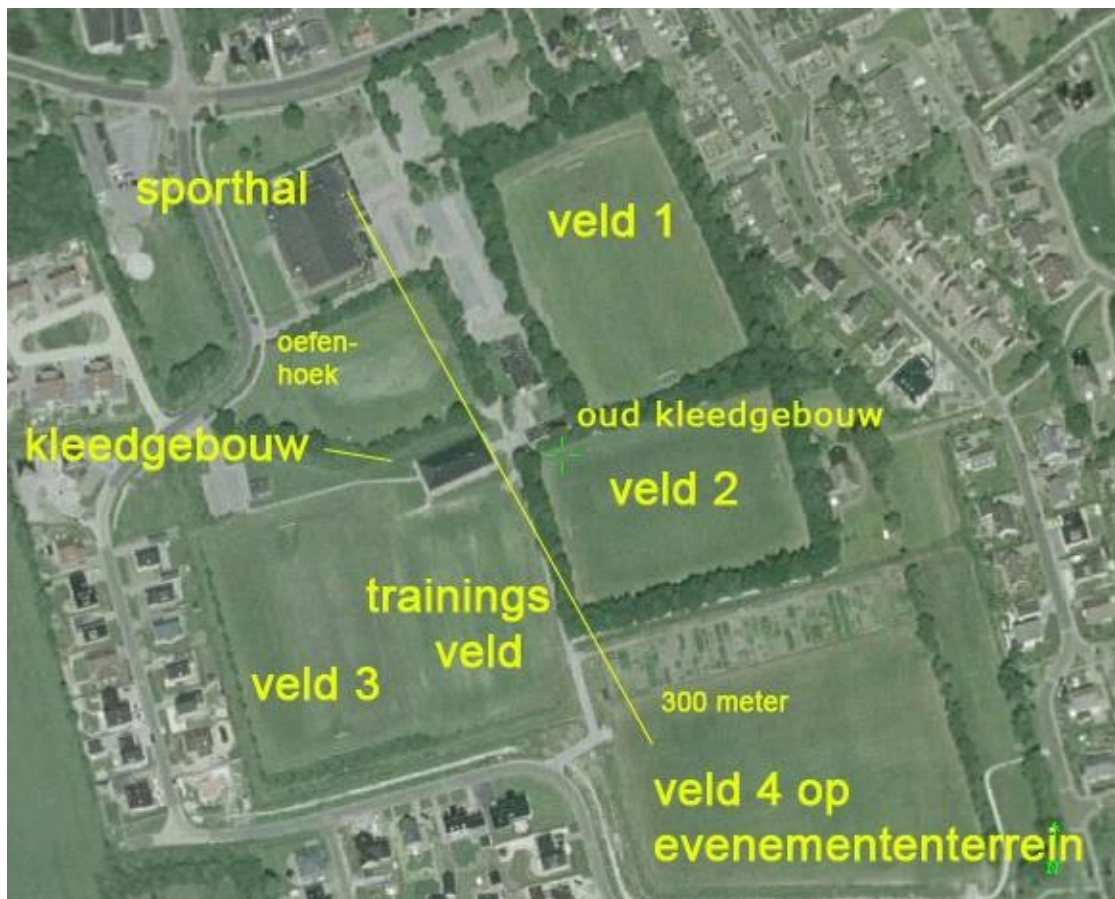 sporthal
veld 1
oefen-
hoek
oud kleedgebouw
kleedgebouw
veld 2
trainings
veld
veld 3
300 meter
veld 4 op
evenemententerrein
N